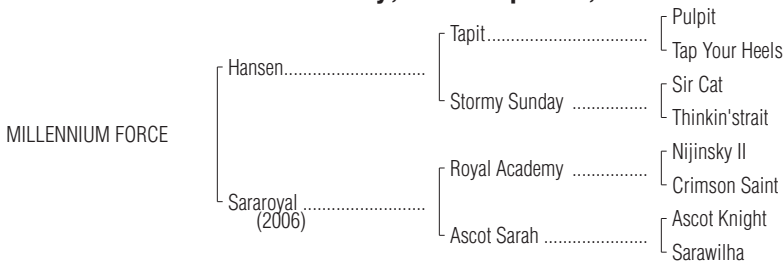 Pulpit
Tapit..................................
Tap Your Heels
Hansen..............................
Sir Cat
Stormy Sunday ................
Thinkin'strait
MILLENNIUM FORCE
Nijinsky II
Royal Academy ................
Crimson Saint
Sararoyal ..........................
(2006)
Ascot Knight
Ascot Sarah ......................
Sarawilha